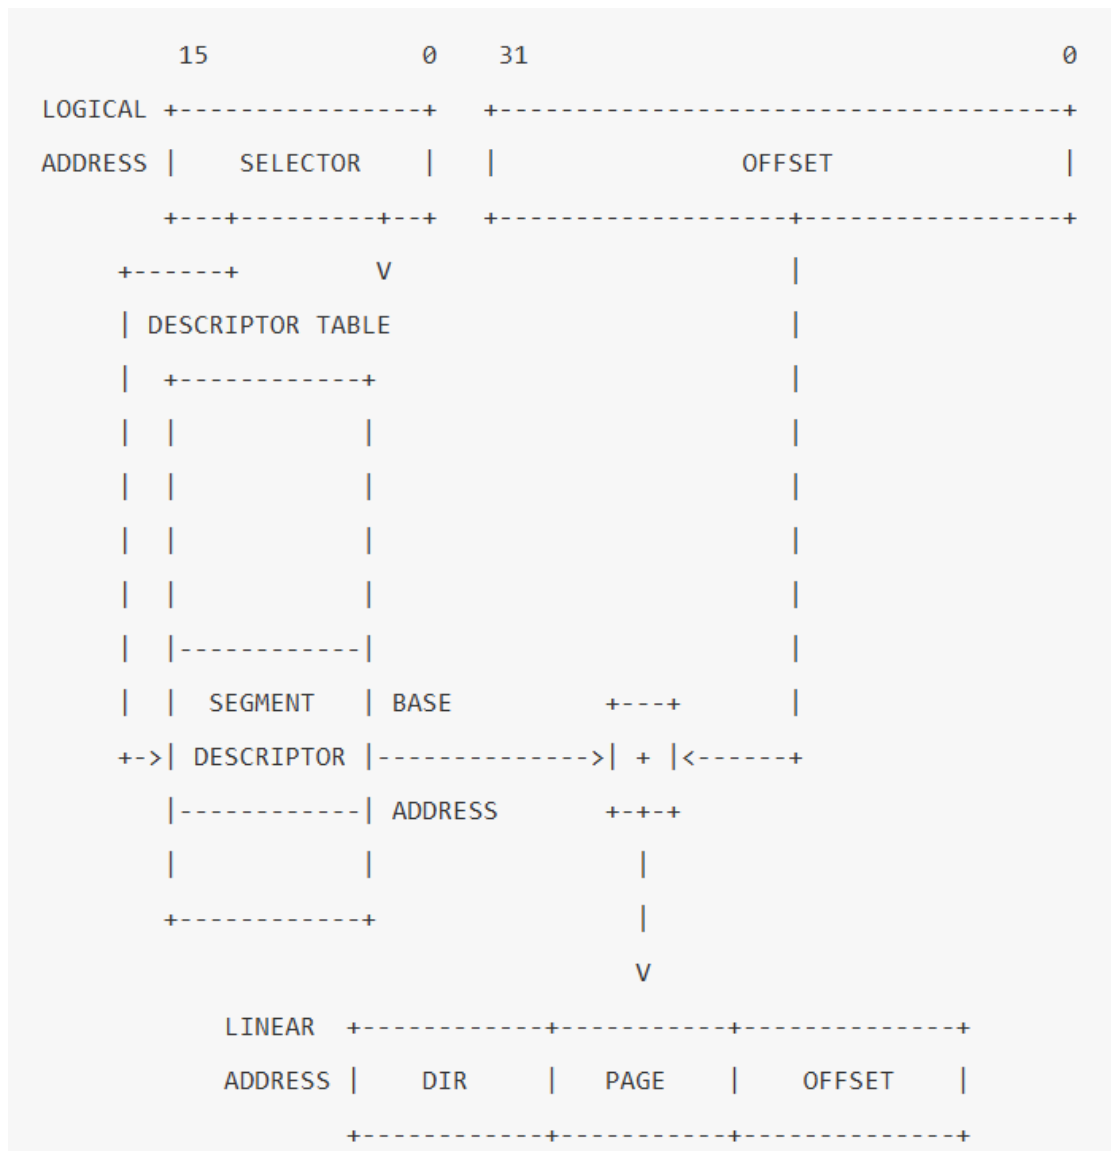 15              0    31                                   0
LOGICAL +----------------+   +-------------------------------------+
ADDRESS |    SELECTOR    |   |                OFFSET               |
        +---+---------+--+   +-------------------+-----------------+
     +------+         V                          |
     | DESCRIPTOR TABLE                          |
     |  +------------+                           |
     |  |            |                           |
     |  |            |                           |
     |  |            |                           |
     |  |            |                           |
     |  |------------|                           |
     |  |  SEGMENT   | BASE          +---+       |
     +->| DESCRIPTOR |-------------->| + |<------+
        |------------| ADDRESS       +-+-+
        |            |                 |
        +------------+                 |
                                       V
            LINEAR  +------------+-----------+--------------+
            ADDRESS |    DIR     |   PAGE    |    OFFSET    |
                    +------------+-----------+--------------+